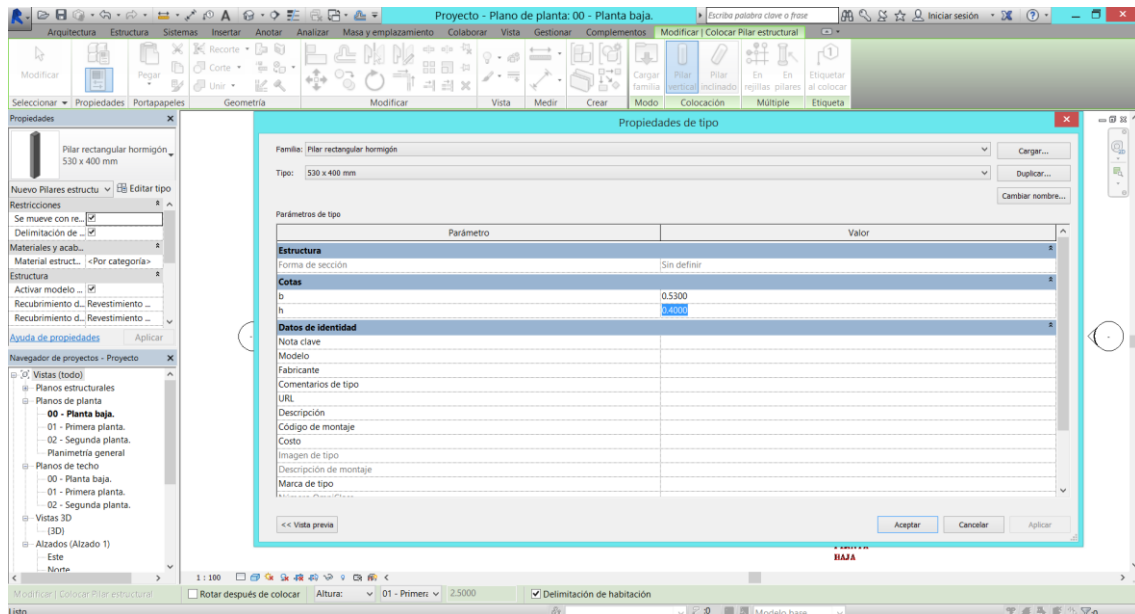 Proyecto - Plano de planta: 00 - Planta baja.
Escriba palabra clave o frase
Iniciar sesión
Arquitectura Estructura Sistemas Insertar Anotar Analizar Masa y emplazamiento Colaborar Vista Gestionar Complementos Modificar | Colocar Pilar estructural
Modificar
Pegar
Recorte
Corte
Unir
Cargar familia
Pilar vertical
Pilar inclinado
En rejillas
En pilares
Etiquetar al colocar
Seleccionar Propiedades Portapapeles Geometría Modificar Vista Medir Crear Modo Colocación Múltiple Etiqueta
Propiedades
Pilar rectangular hormigón
530 x 400 mm
Nuevo Pilares estructu Editar tipo
Restricciones
Se mueve con re...
Delimitación de ...
Materiales y acab...
Material estruct... <Por categoría>
Estructura
Activar modelo ...
Recubrimiento d... Revestimiento ...
Recubrimiento d... Revestimiento ...
Ayuda de propiedades Aplicar
Navegador de proyectos - Proyecto
Vistas (todo)
Planos estructurales
Planos de planta
00 - Planta baja.
01 - Primera planta.
02 - Segunda planta.
Planimetría general
Planos de techo
00 - Planta baja.
01 - Primera planta.
02 - Segunda planta.
Vistas 3D
{3D}
Alzados (Alzado 1)
Este
Norte
Propiedades de tipo
Familia: Pilar rectangular hormigón Cargar...
Tipo: 530 x 400 mm Duplicar...
Cambiar nombre...
Parámetros de tipo
Parámetro Valor
Estructura
Forma de sección Sin definir
Cotas
b 0.5300
h 0.4000
Datos de identidad
Nota clave
Modelo
Fabricante
Comentarios de tipo
URL
Descripción
Código de montaje
Costo
Imagen de tipo
Descripción de montaje
Marca de tipo
<< Vista previa Aceptar Cancelar Aplicar
HAJA
1 : 100
Modificar | Colocar Pilar estructural Rotar después de colocar Altura: 01 - Primera 2.5000 Delimitación de habitación
Listo :0 Modelo base